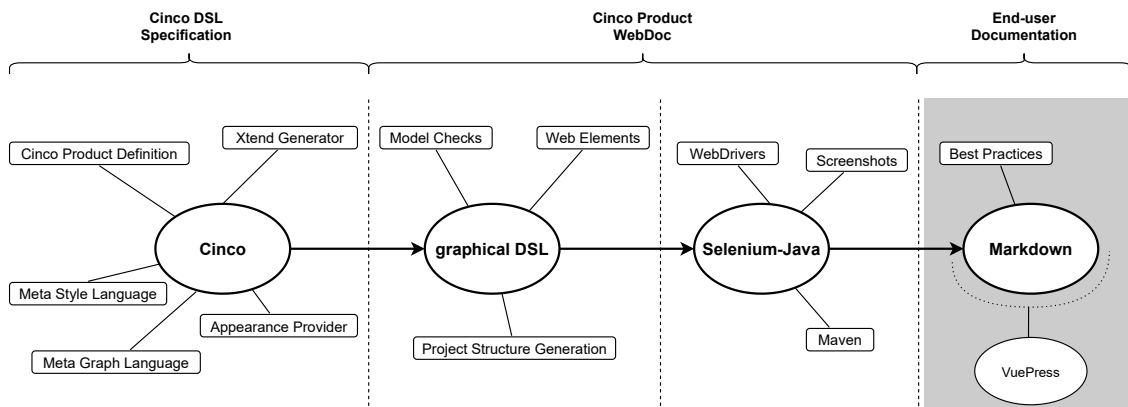 Cinco DSL
Specification
Cinco Product
WebDoc
End-user
Documentation
Xtend Generator
Cinco Product Definition
Cinco
Meta Style Language
Appearance Provider
Meta Graph Language
Model Checks
Web Elements
graphical DSL
Project Structure Generation
WebDrivers
Screenshots
Selenium-Java
Maven
Best Practices
Markdown
VuePress